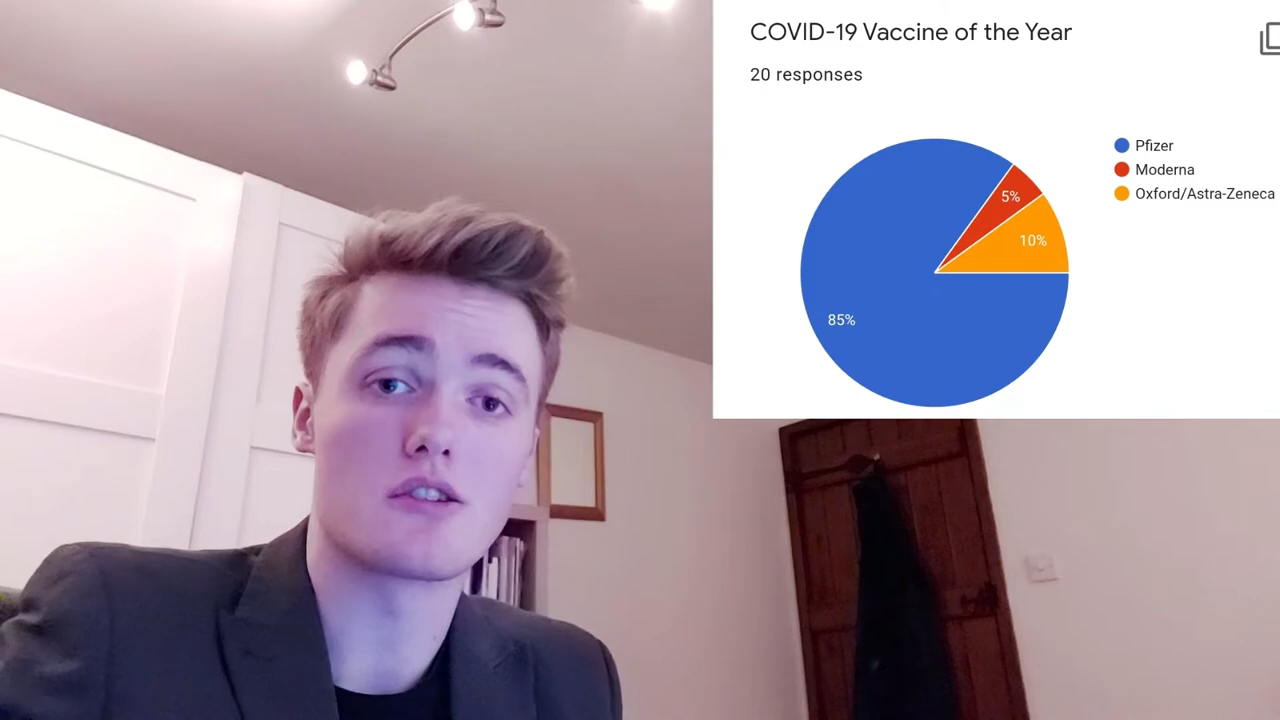 COVID-19 Vaccine of the Year
20 responses
Pfizer
Moderna
Oxford/Astra-Zeneca
5%
10%
85%